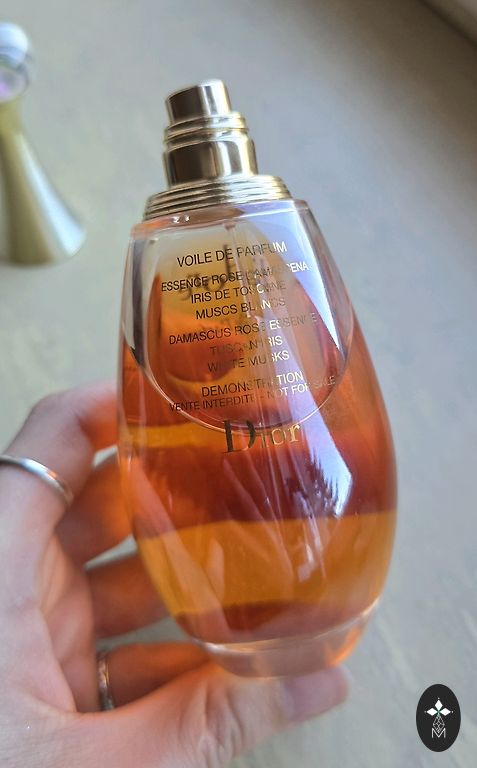 VOILE DE PARFUM
ESSENCE ROSE DAMASCENA
IRIS DE TOSCANE
MUSCS BLANCS
DAMASCUS ROSE ESSENCE
TUSCAN IRIS
WHITE MUSKS
DEMONSTRATION
VENTE INTERDITE - NOT FOR SALE
Dior